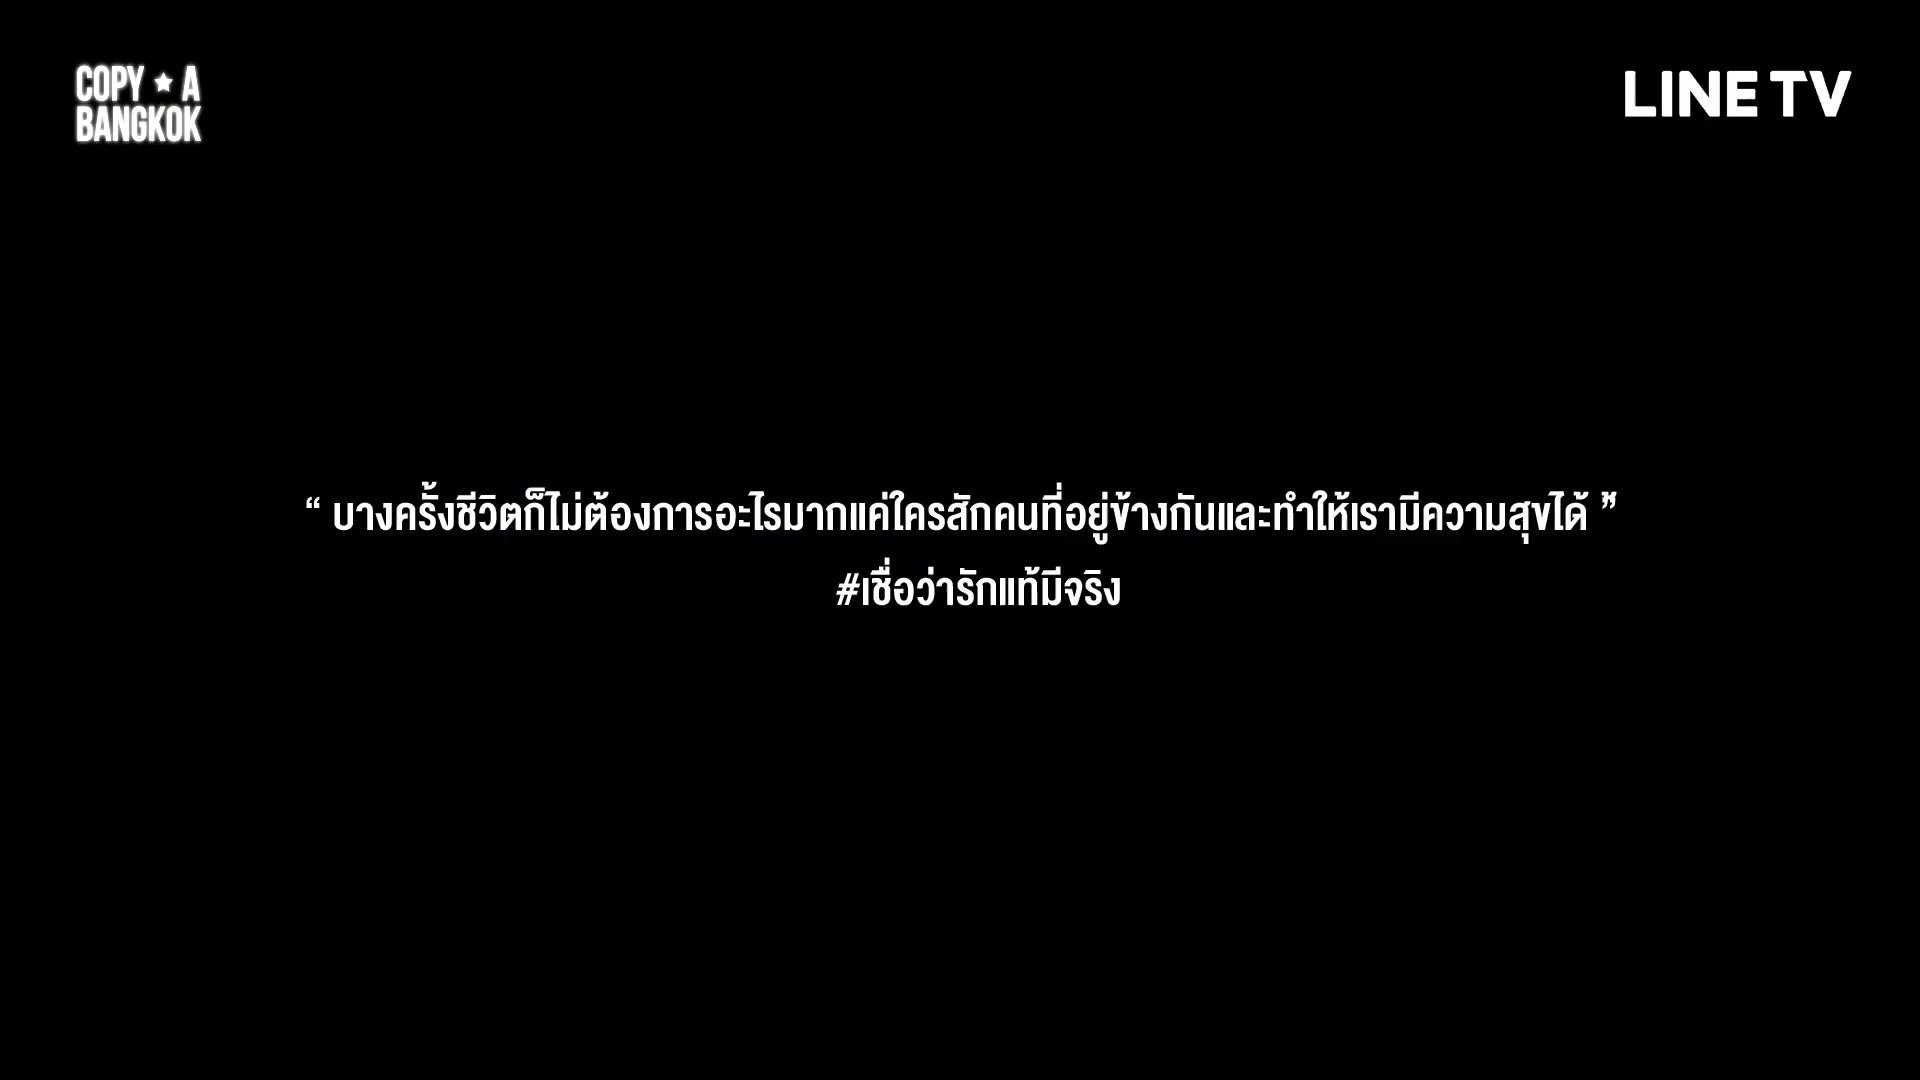 COPY ★ A
BANGKOK
LINE TV
“ บางครั้งชีวิตก็ไม่ต้องการอะไรมากแค่ใครสักคนที่อยู่ข้างกันและทำให้เรามีความสุขได้ ”
#เชื่อว่ารักแท้มีจริง